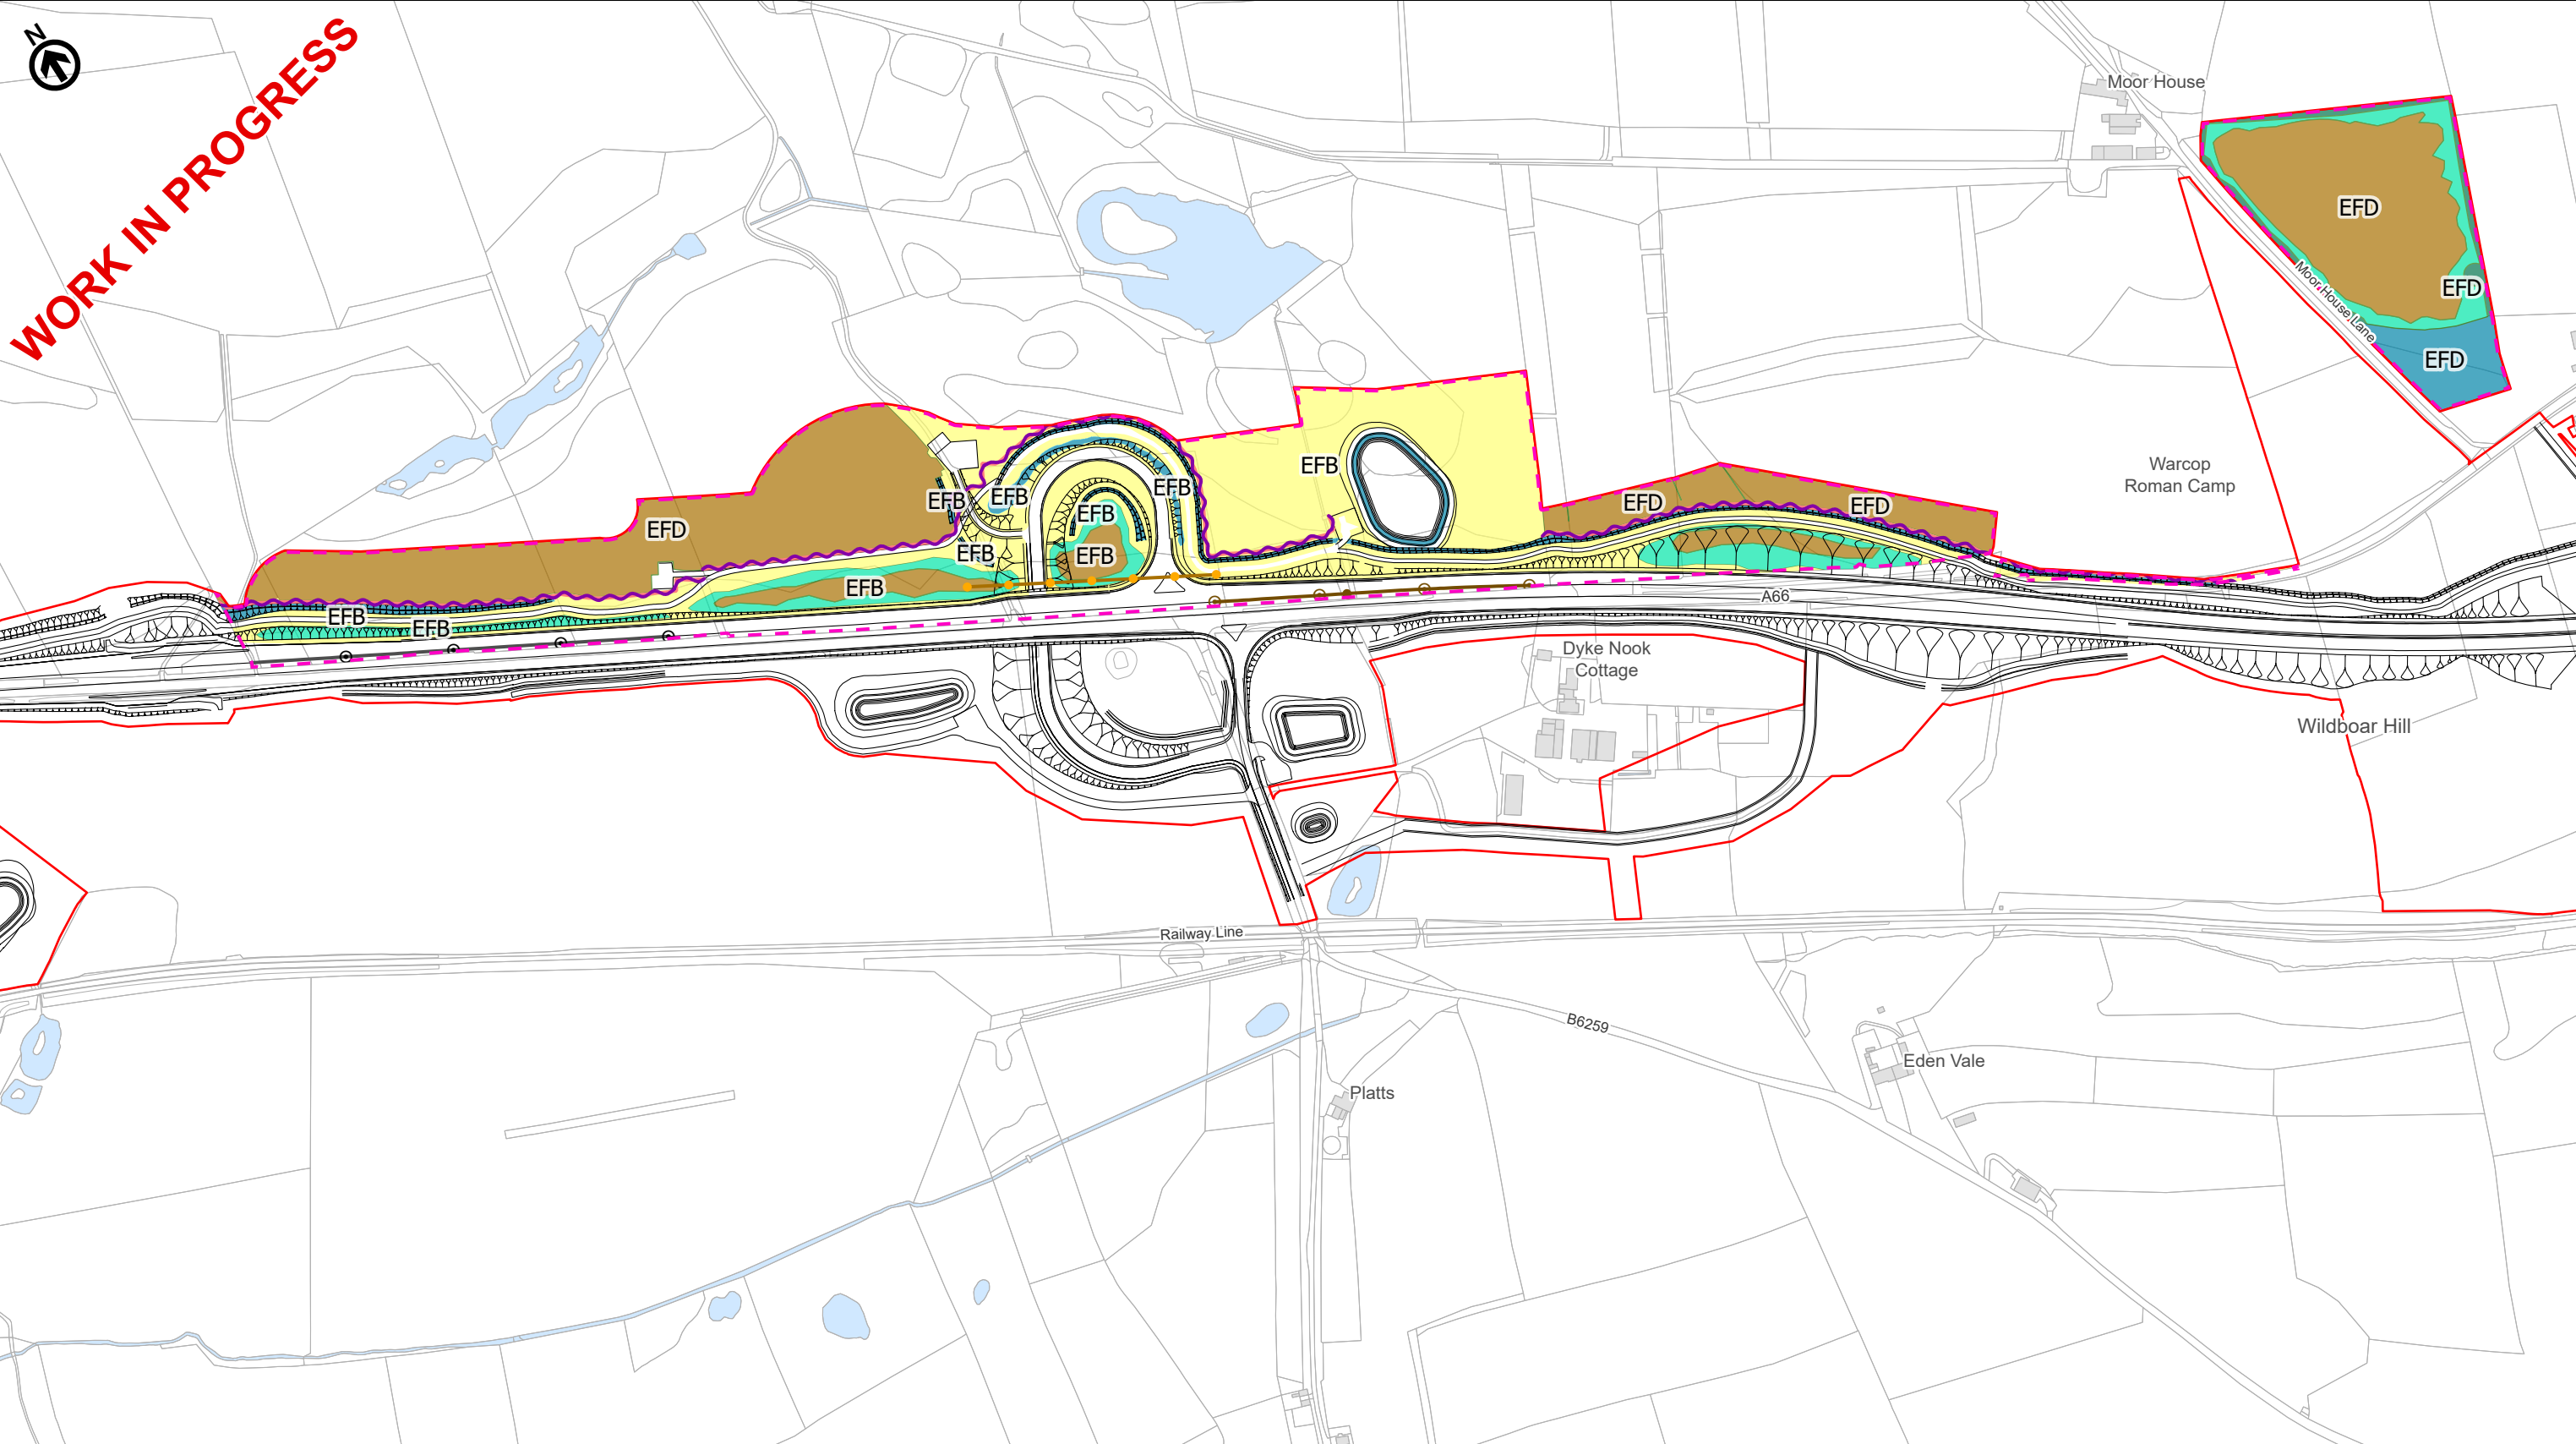 N
WORK IN PROGRESS
Moor House
EFD
EFD
Moor House Lane
EFD
Warcop
Roman Camp
EFB
EFB
EFB
EFB
EFD
EFD
EFD
EFB
EFB
EFB
EFB
EFB
EFB
A66
Dyke Nook
Cottage
Wildboar Hill
Railway Line
B6259
Eden Vale
Platts